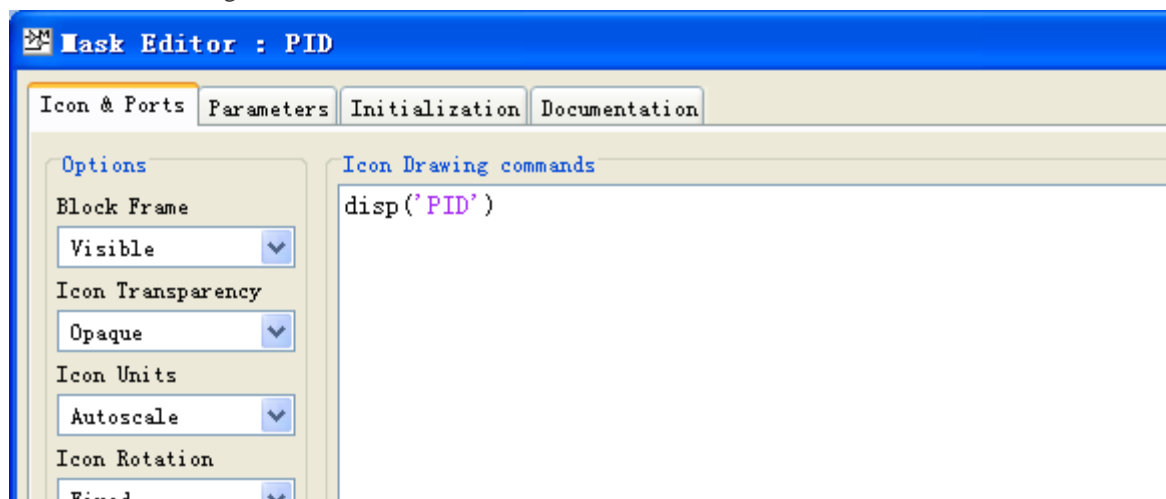 Mask Editor : PID
Icon & Ports Parameters Initialization Documentation
Options
Block Frame
Visible
Icon Transparency
Opaque
Icon Units
Autoscale
Icon Rotation
Fixed
Icon Drawing commands
disp('PID')